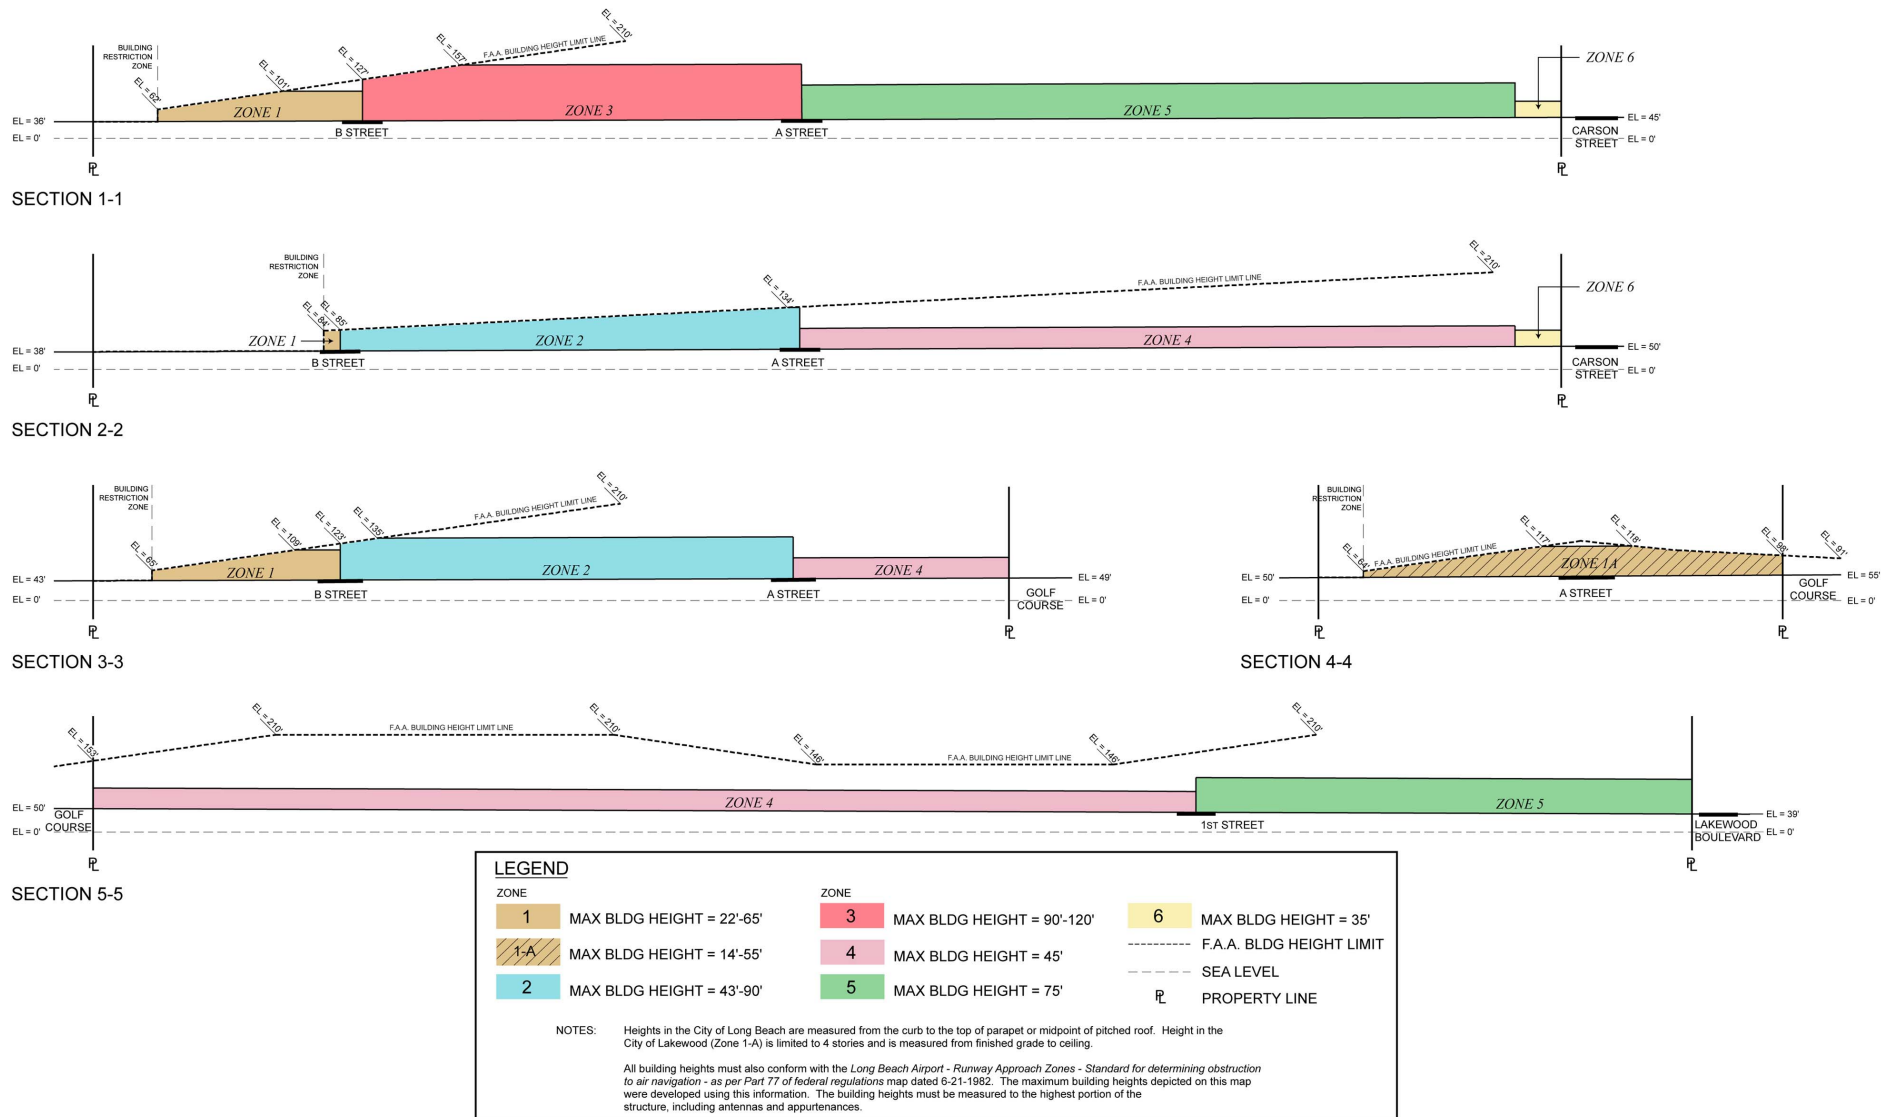 EL = 210'
F.A.A. BUILDING HEIGHT LIMIT LINE
EL = 157'
EL = 127'
EL = 101'
EL = 62'
BUILDING
RESTRICTION
ZONE
ZONE 6
ZONE 1
ZONE 3
ZONE 5
EL = 36'
EL = 0'
B STREET
A STREET
EL = 45'
CARSON
STREET
EL = 0'
PL
PL
SECTION 1-1
BUILDING
RESTRICTION
ZONE
EL = 84'
EL = 85'
EL = 134'
F.A.A. BUILDING HEIGHT LIMIT LINE
EL = 210'
ZONE 6
ZONE 1
ZONE 2
ZONE 4
EL = 38'
EL = 0'
B STREET
A STREET
EL = 50'
CARSON
STREET
EL = 0'
PL
PL
SECTION 2-2
BUILDING
RESTRICTION
ZONE
EL = 65'
EL = 109'
EL = 123'
EL = 135'
F.A.A. BUILDING HEIGHT LIMIT LINE
EL = 210'
ZONE 1
ZONE 2
ZONE 4
EL = 43'
EL = 0'
B STREET
A STREET
GOLF
COURSE
EL = 49'
EL = 0'
PL
PL
SECTION 3-3
BUILDING
RESTRICTION
ZONE
EL = 64'
F.A.A. BUILDING HEIGHT LIMIT LINE
EL = 117'
EL = 118'
EL = 98'
EL = 91'
ZONE 1A
EL = 50'
EL = 0'
A STREET
GOLF
COURSE
EL = 55'
EL = 0'
PL
PL
SECTION 4-4
EL = 153'
EL = 210'
F.A.A. BUILDING HEIGHT LIMIT LINE
EL = 210'
EL = 146'
F.A.A. BUILDING HEIGHT LIMIT LINE
EL = 146'
EL = 210'
ZONE 4
ZONE 5
EL = 50'
GOLF
COURSE
EL = 0'
1ST STREET
LAKEWOOD
BOULEVARD
EL = 39'
EL = 0'
PL
PL
SECTION 5-5
LEGEND
ZONE
1 MAX BLDG HEIGHT = 22'-65'
1-A MAX BLDG HEIGHT = 14'-55'
2 MAX BLDG HEIGHT = 43'-90'
ZONE
3 MAX BLDG HEIGHT = 90'-120'
4 MAX BLDG HEIGHT = 45'
5 MAX BLDG HEIGHT = 75'
6 MAX BLDG HEIGHT = 35'
F.A.A. BLDG HEIGHT LIMIT
SEA LEVEL
PL PROPERTY LINE
NOTES: Heights in the City of Long Beach are measured from the curb to the top of parapet or midpoint of pitched roof. Height in the
City of Lakewood (Zone 1-A) is limited to 4 stories and is measured from finished grade to ceiling.
All building heights must also conform with the Long Beach Airport - Runway Approach Zones - Standard for determining obstruction
to air navigation - as per Part 77 of federal regulations map dated 6-21-1982. The maximum building heights depicted on this map
were developed using this information. The building heights must be measured to the highest portion of the
structure, including antennas and appurtenances.